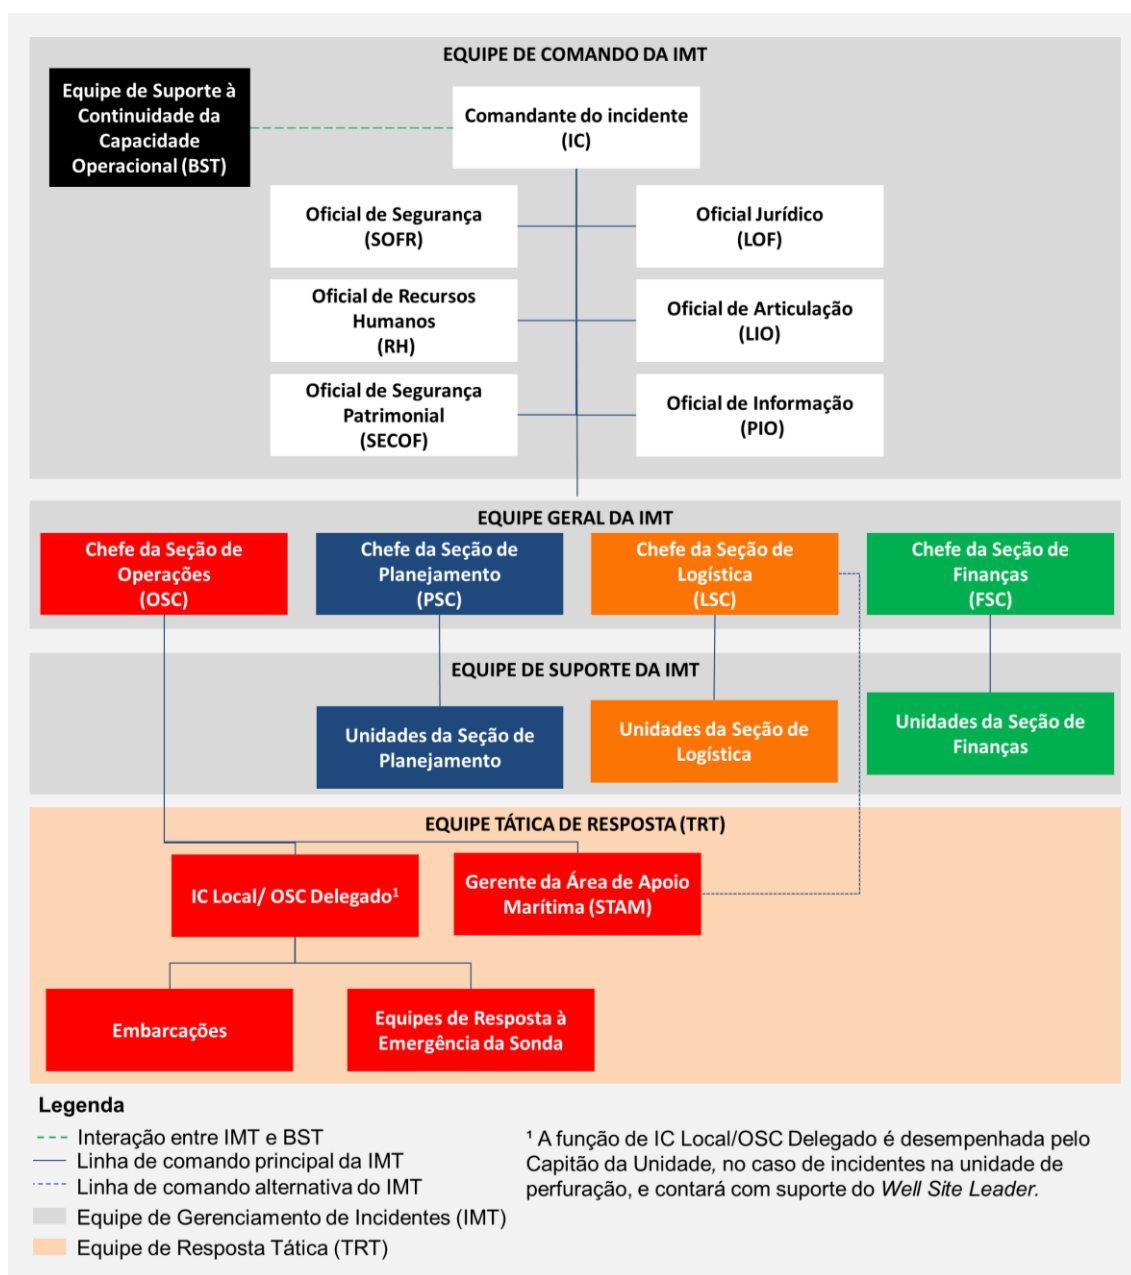 EQUIPE DE COMANDO DA IMT
Equipe de Suporte à
Continuidade da
Capacidade
Operacional (BST)
Comandante do incidente
(IC)
Oficial de Segurança
(SOFR)
Oficial Jurídico
(LOF)
Oficial de Recursos
Humanos
(RH)
Oficial de Articulação
(LIO)
Oficial de Segurança
Patrimonial
(SECOF)
Oficial de Informação
(PIO)
EQUIPE GERAL DA IMT
Chefe da Seção de
Operações
(OSC)
Chefe da Seção de
Planejamento
(PSC)
Chefe da Seção de
Logística
(LSC)
Chefe da Seção de
Finanças
(FSC)
EQUIPE DE SUPORTE DA IMT
Unidades da Seção de
Planejamento
Unidades da Seção de
Logística
Unidades da Seção de
Finanças
EQUIPE TÁTICA DE RESPOSTA (TRT)
IC Local/ OSC Delegado¹
Gerente da Área de Apoio
Marítima (STAM)
Embarcações
Equipes de Resposta à
Emergência da Sonda
Legenda
Interação entre IMT e BST
Linha de comando principal da IMT
Linha de comando alternativa do IMT
Equipe de Gerenciamento de Incidentes (IMT)
Equipe de Resposta Tática (TRT)
¹ A função de IC Local/OSC Delegado é desempenhada pelo
Capitão da Unidade, no caso de incidentes na unidade de
perfuração, e contará com suporte do Well Site Leader.